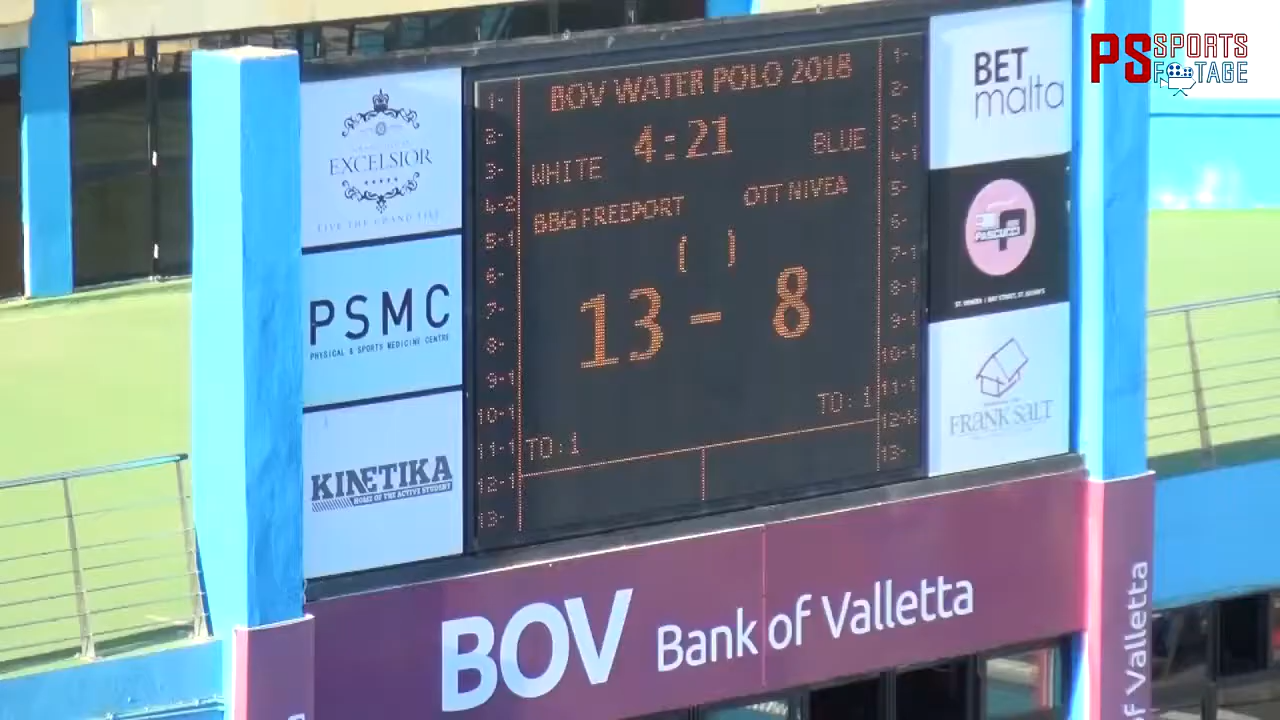 PS SPORTS
FOOTAGE
BET
malta
EXCELSIOR
LIVE THE GRAND LIFE
PSMC
PHYSICAL & SPORTS MEDICINE CENTRE
KINETIKA
HOME OF THE ACTIVE STUDENT
BOV WATER POLO 2018
4:21
WHITE
BLUE
BBG FREEPORT
OTT NIVEA
( )
13 - 8
TO:1
TO:1
1-
2-
3-
4-2
5-1
6-
7-
8-
9-1
10-1
11-1
12-1
13-
1-
2-
3-1
4-1
5-
6-
7-1
8-1
9-1
10-1
11-1
12-X
13-
PASCUCCI
FRANK SALT
BOV Bank of Valletta
of Valletta